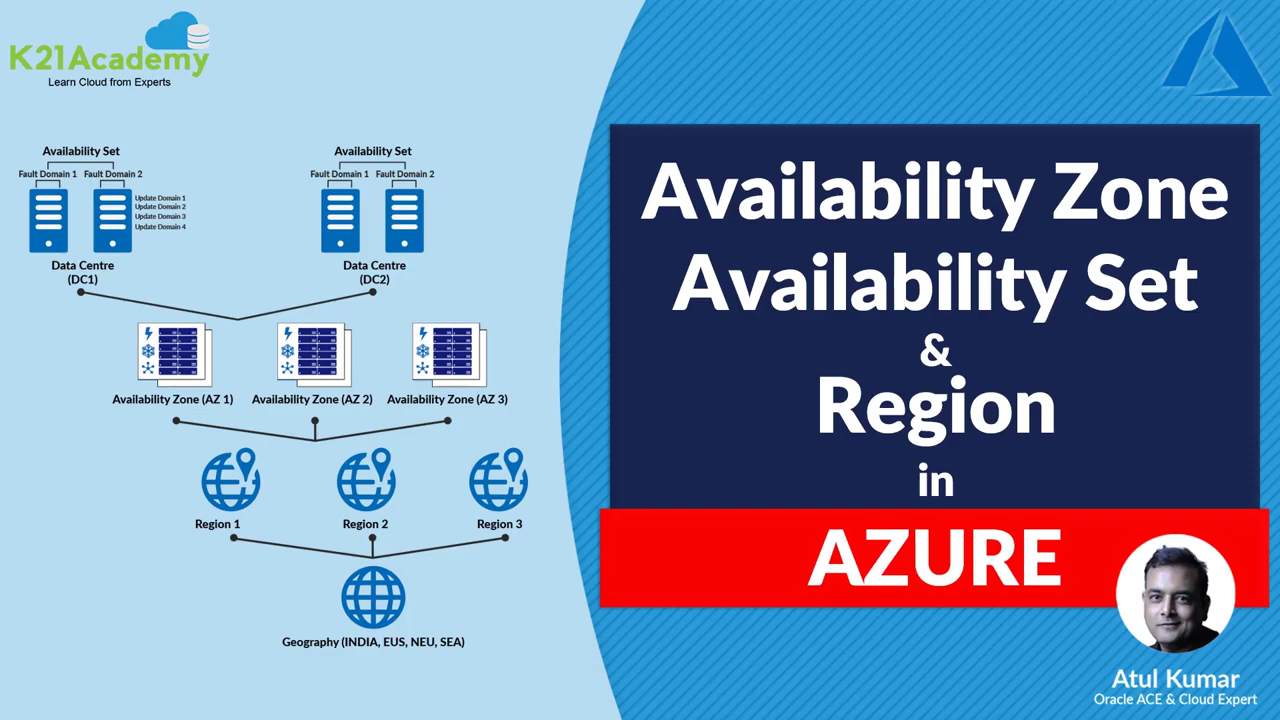 K21Academy
Learn Cloud from Experts
Availability Set
Availability Set
Fault Domain 1 Fault Domain 2
Fault Domain 1 Fault Domain 2
Update Domain 1
Update Domain 2
Update Domain 3
Update Domain 4
Data Centre
(DC1)
Data Centre
(DC2)
Availability Zone (AZ 1)
Availability Zone (AZ 2)
Availability Zone (AZ 3)
Region 1
Region 2
Region 3
Geography (INDIA, EUS, NEU, SEA)
Availability Zone
Availability Set
&
Region
in
AZURE
Atul Kumar
Oracle ACE & Cloud Expert